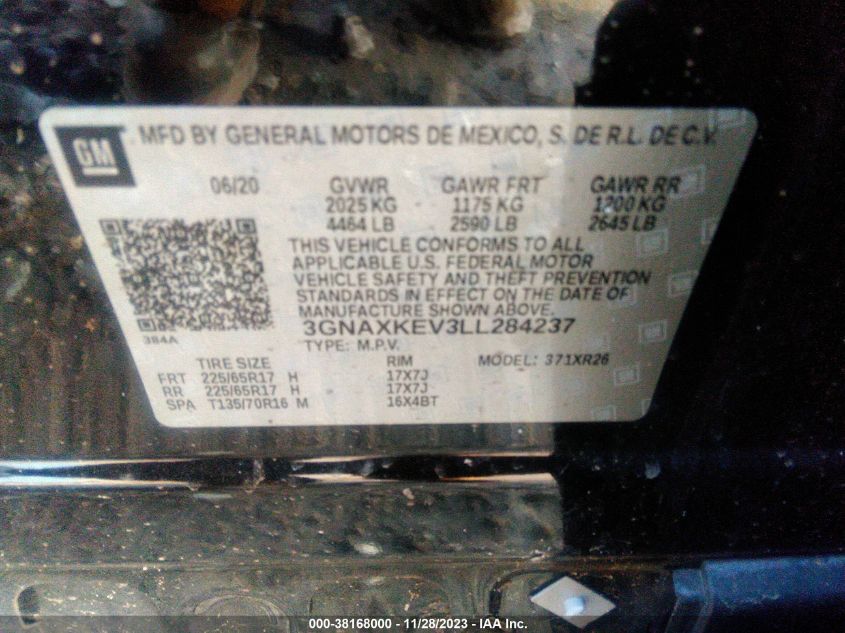 GM
MFD BY GENERAL MOTORS DE MEXICO, S. DE R.L. DE C.V.
06/20 GVWR GAWR FRT GAWR RR
2025 KG 1175 KG 1200 KG
4464 LB 2590 LB 2645 LB
THIS VEHICLE CONFORMS TO ALL
APPLICABLE U.S. FEDERAL MOTOR
VEHICLE SAFETY AND THEFT PREVENTION
STANDARDS IN EFFECT ON THE DATE OF
MANUFACTURE SHOWN ABOVE.
3GNAXKEV3LL284237
384A
TYPE: M.P.V. MODEL: 371XR26
TIRE SIZE RIM
FRT 225/65R17 H 17X7J
RR 225/65R17 H 17X7J
SPA T135/70R16 M 16X4BT
000-38168000 - 11/28/2023 - IAA Inc.